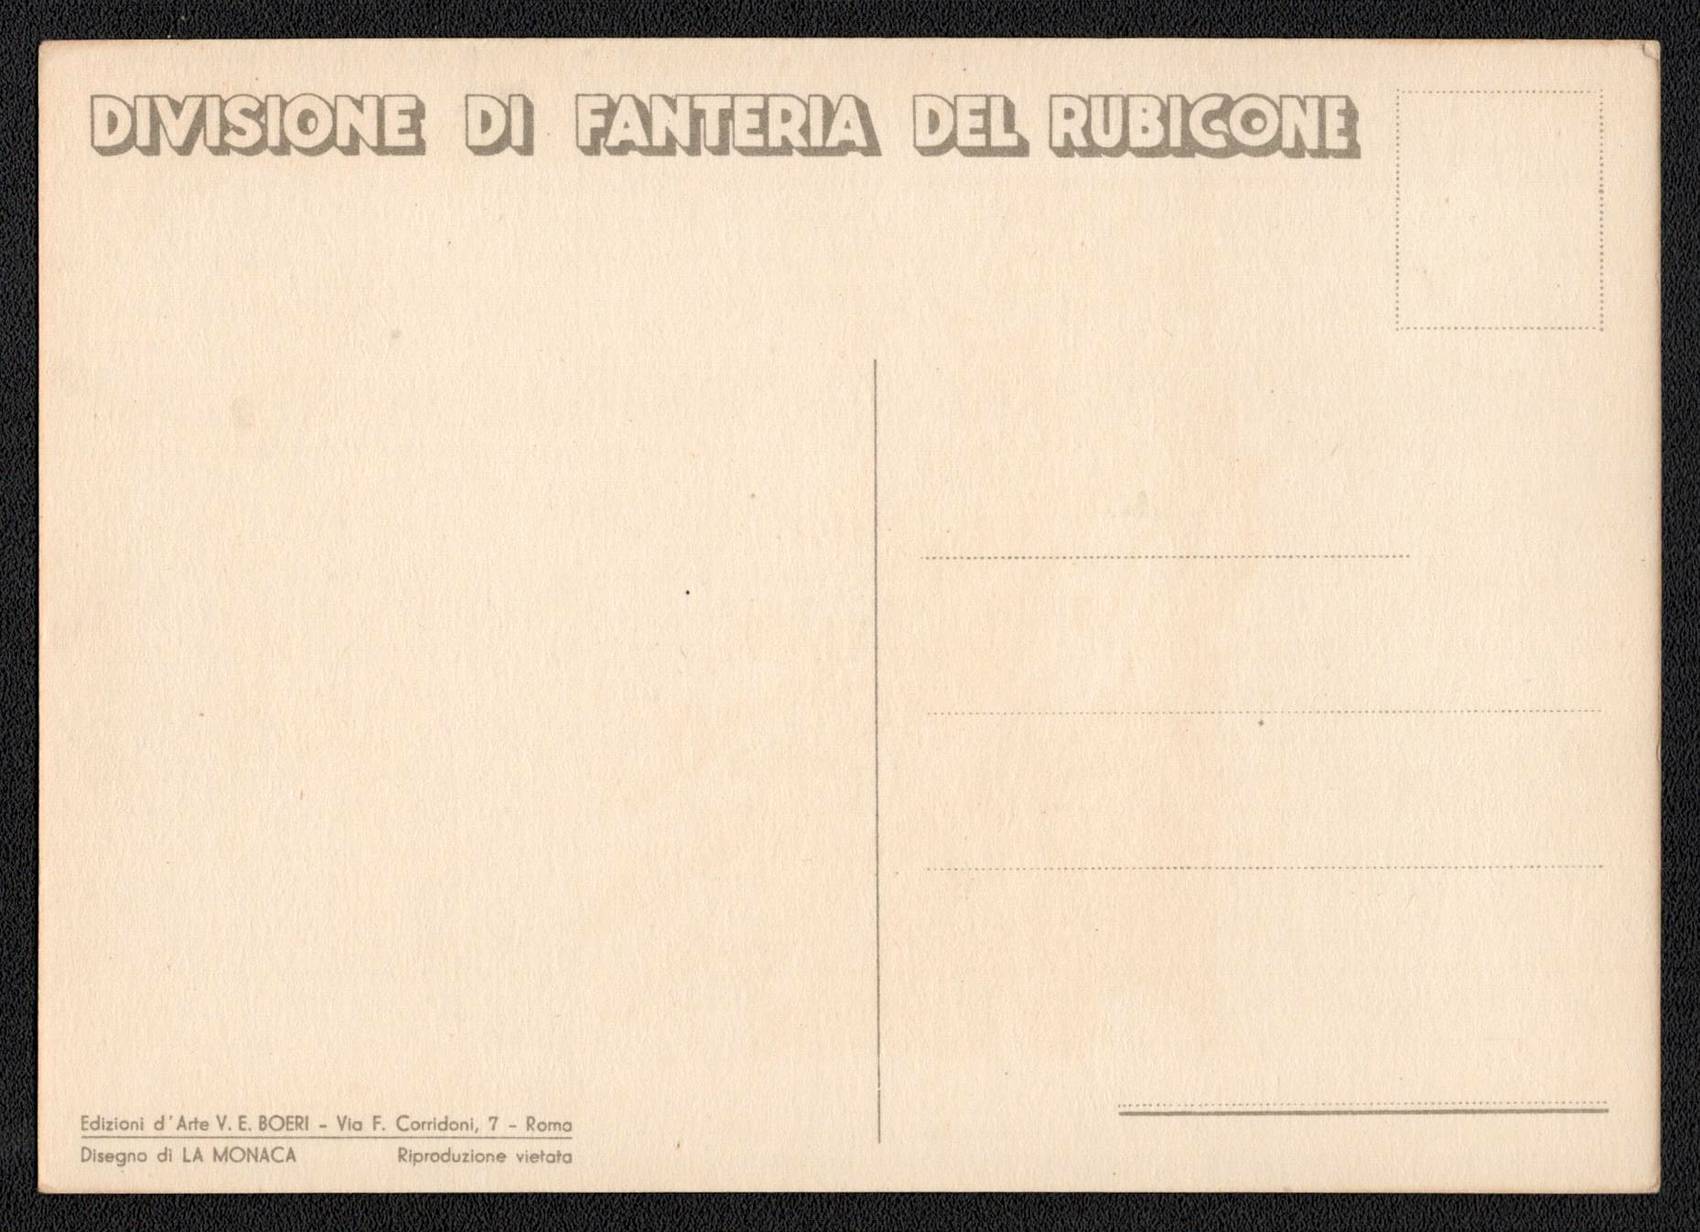 DIVISIONE DI FANTERIA DEL RUBICONE
Edizioni d'Arte V. E. BOERI - Via F. Corridoni, 7 - Roma
Disegno di LA MONACA Riproduzione vietata